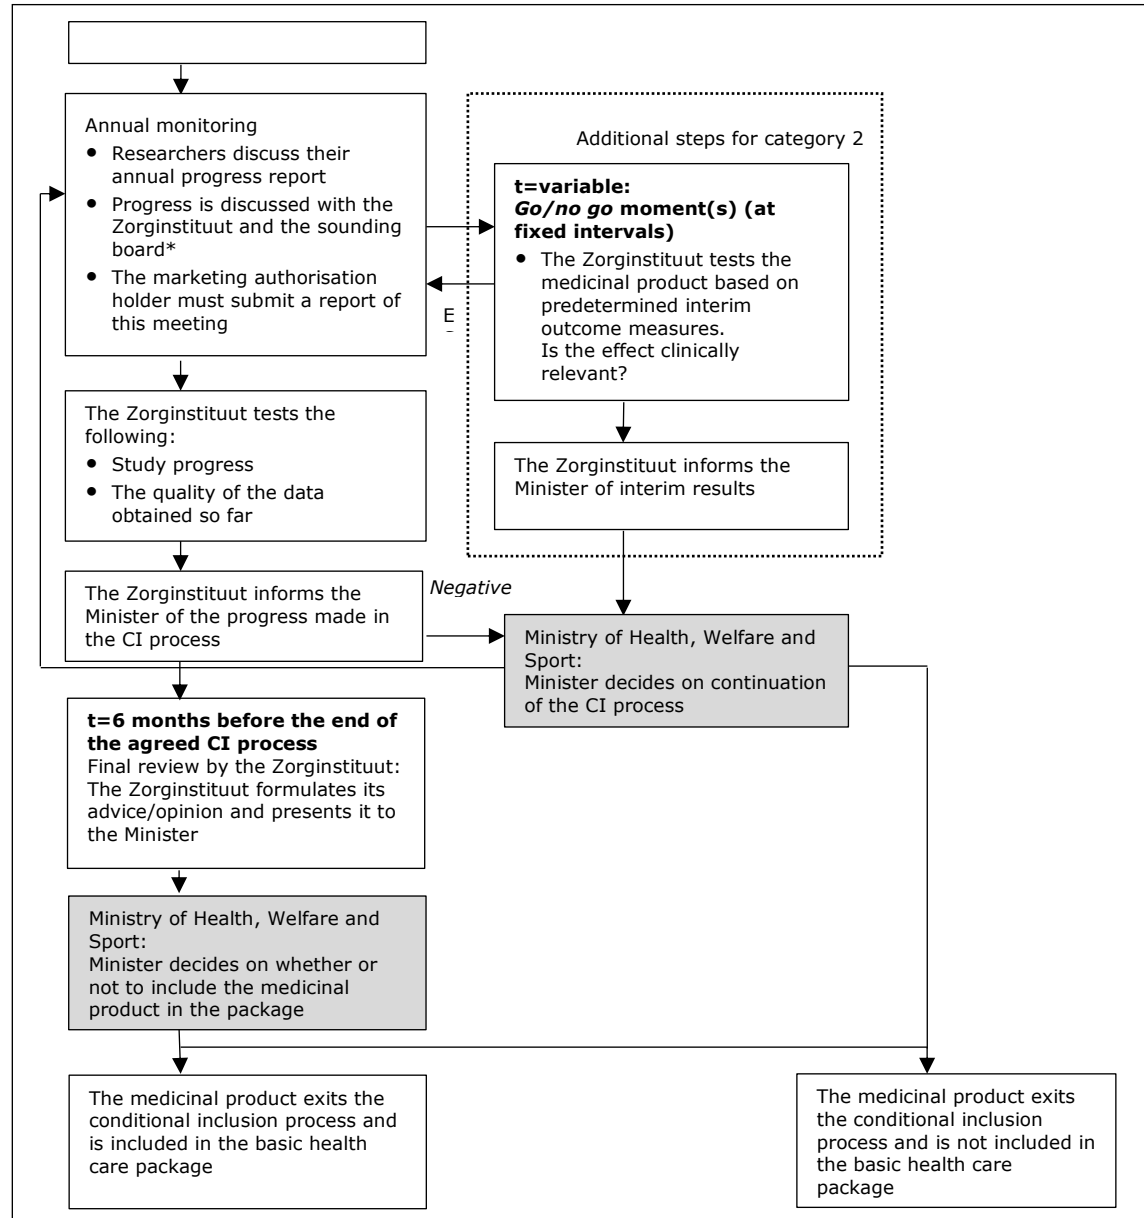 Annual monitoring
• Researchers discuss their
annual progress report
• Progress is discussed with the
Zorginstituut and the sounding
board*
• The marketing authorisation
holder must submit a report of
this meeting
Additional steps for category 2
t=variable:
Go/no go moment(s) (at
fixed intervals)
• The Zorginstituut tests the
medicinal product based on
predetermined interim
outcome measures.
Is the effect clinically
relevant?
E
The Zorginstituut tests the
following:
• Study progress
• The quality of the data
obtained so far
The Zorginstituut informs the
Minister of interim results
The Zorginstituut informs the
Minister of the progress made in
the CI process
Negative
Ministry of Health, Welfare and
Sport:
Minister decides on continuation
of the CI process
t=6 months before the end of
the agreed CI process
Final review by the Zorginstituut:
The Zorginstituut formulates its
advice/opinion and presents it to
the Minister
Ministry of Health, Welfare and
Sport:
Minister decides on whether or
not to include the medicinal
product in the package
The medicinal product exits the
conditional inclusion process and
is included in the basic health
care package
The medicinal product exits
the conditional inclusion
process and is not included in
the basic health care
package